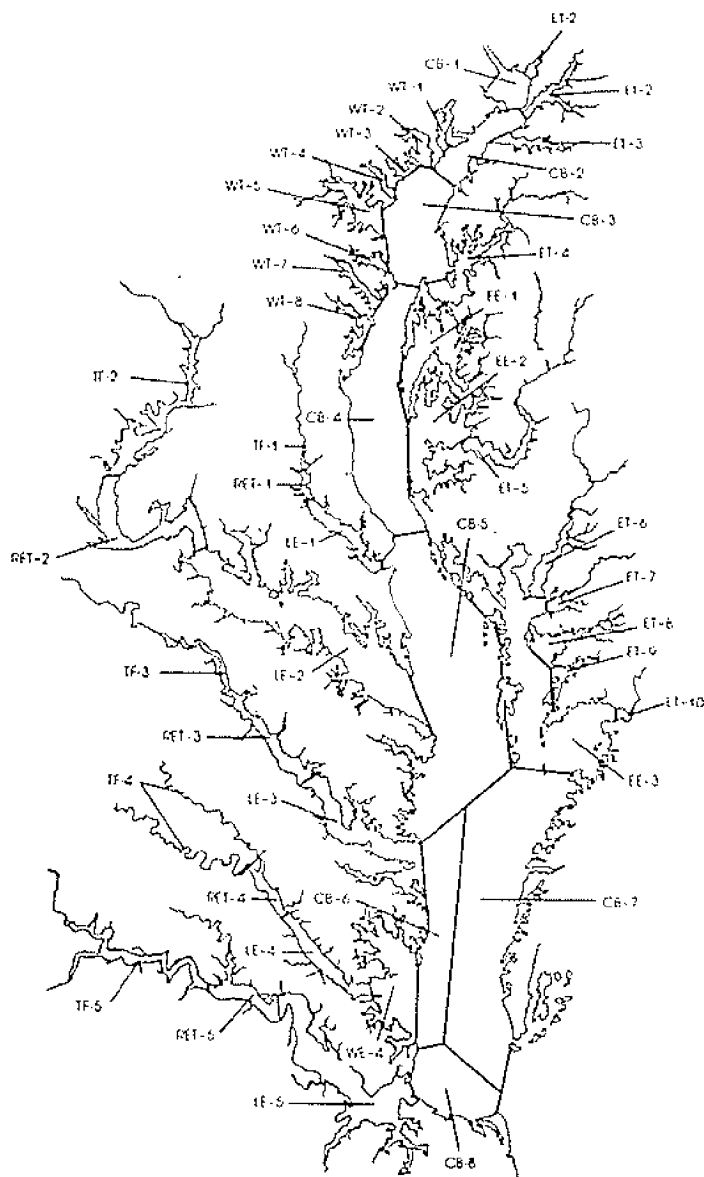 ET-2
CB-1
WT-1
ET-2
WT-2
WT-3
ET-3
WT-4
CB-2
WT-5
CB-3
WT-6
ET-4
WT-7
EE-1
WT-8
EE-2
TF-2
CB-4
TF-1
ET-5
RET-1
CB-5
LE-1
ET-6
RET-2
ET-7
ET-8
LE-2
ET-9
TF-3
ET-10
RET-3
EE-3
TF-4
LE-3
RET-4
CB-6
CB-7
LE-4
TF-5
RET-5
WE-4
LE-5
CB-8